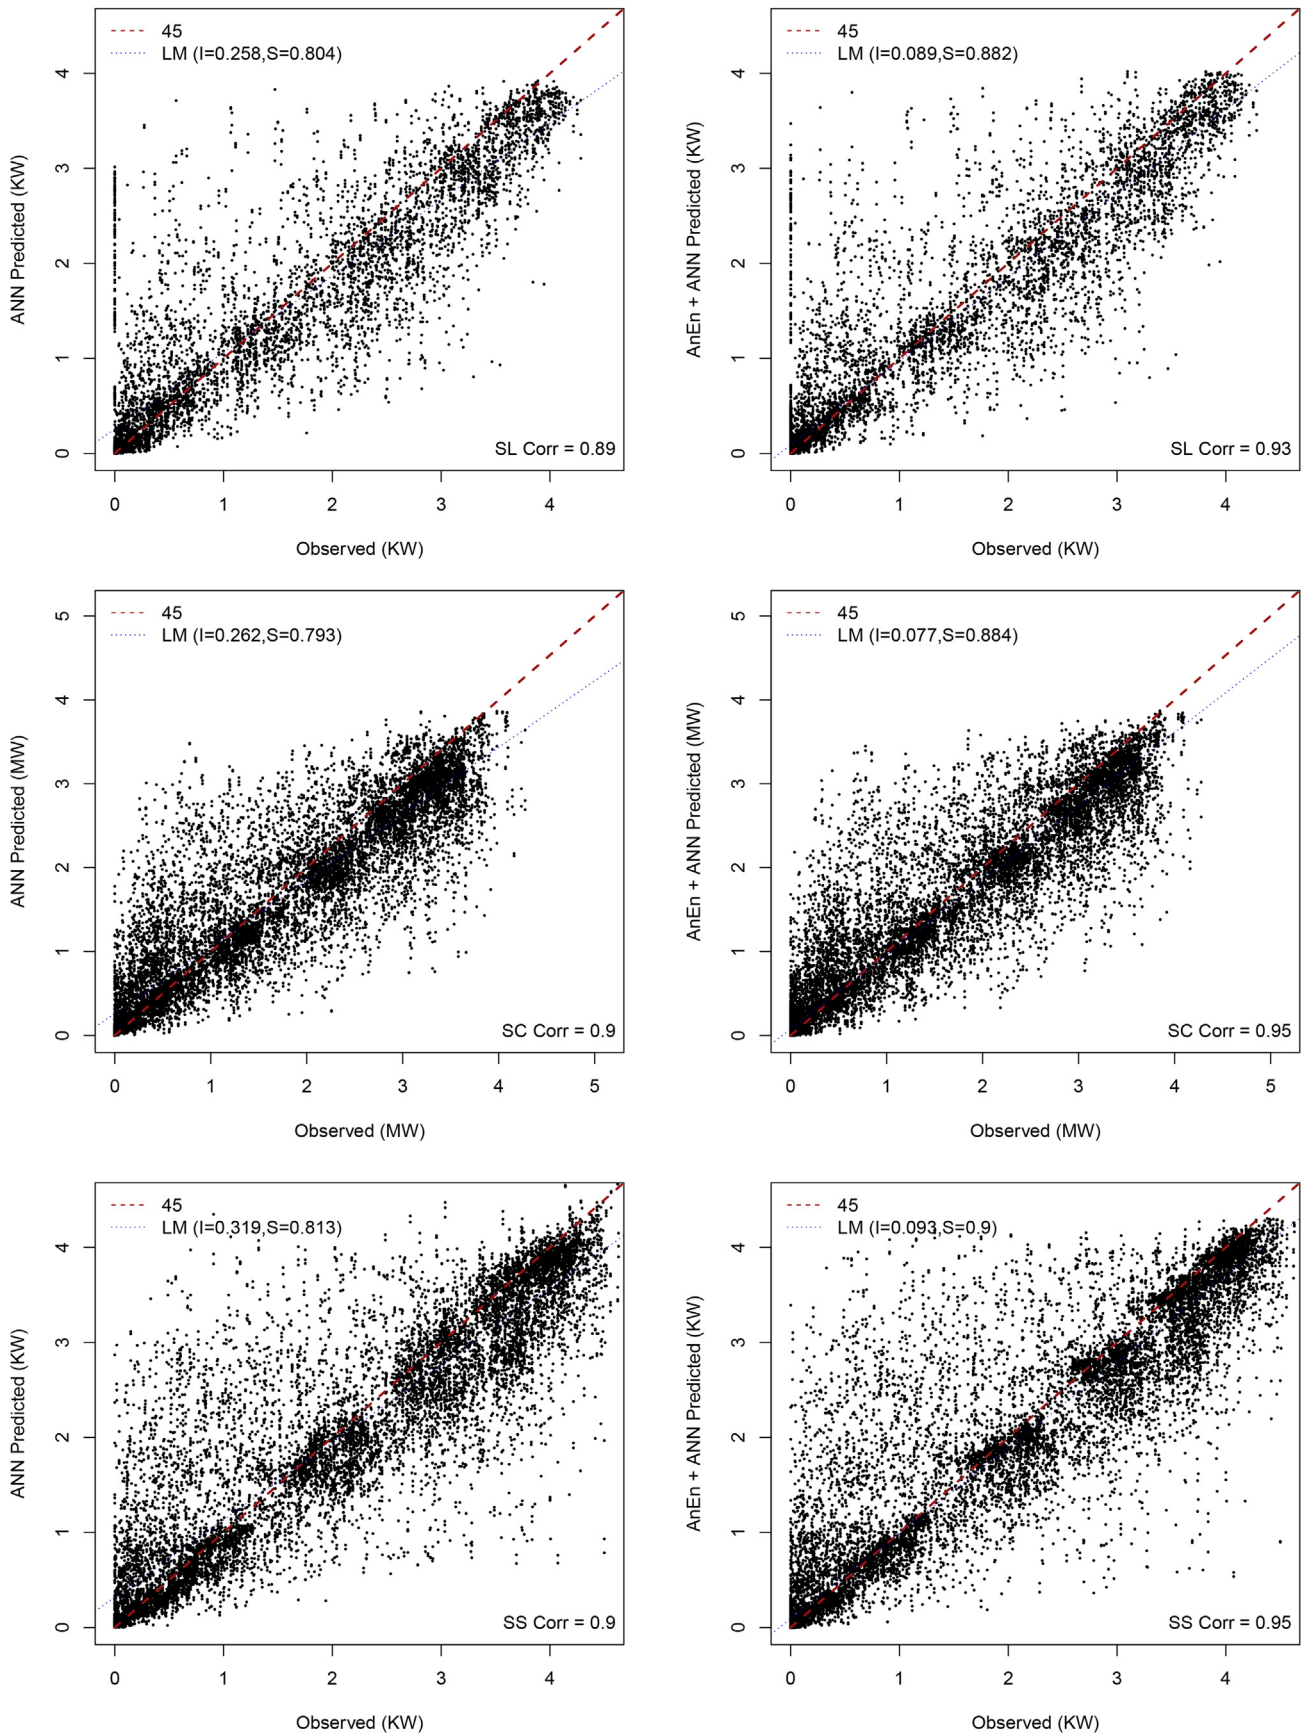 45
LM (I=0.258,S=0.804)
ANN Predicted (KW)
4
3
2
1
0
SL Corr = 0.89
0 1 2 3 4
Observed (KW)
45
LM (I=0.089,S=0.882)
AnEn + ANN Predicted (KW)
4
3
2
1
0
SL Corr = 0.93
0 1 2 3 4
Observed (KW)
45
LM (I=0.262,S=0.793)
ANN Predicted (MW)
5
4
3
2
1
0
SC Corr = 0.9
0 1 2 3 4 5
Observed (MW)
45
LM (I=0.077,S=0.884)
AnEn + ANN Predicted (MW)
5
4
3
2
1
0
SC Corr = 0.95
0 1 2 3 4 5
Observed (MW)
45
LM (I=0.319,S=0.813)
ANN Predicted (KW)
4
3
2
1
0
SS Corr = 0.9
0 1 2 3 4
Observed (KW)
45
LM (I=0.093,S=0.9)
AnEn + ANN Predicted (KW)
4
3
2
1
0
SS Corr = 0.95
0 1 2 3 4
Observed (KW)